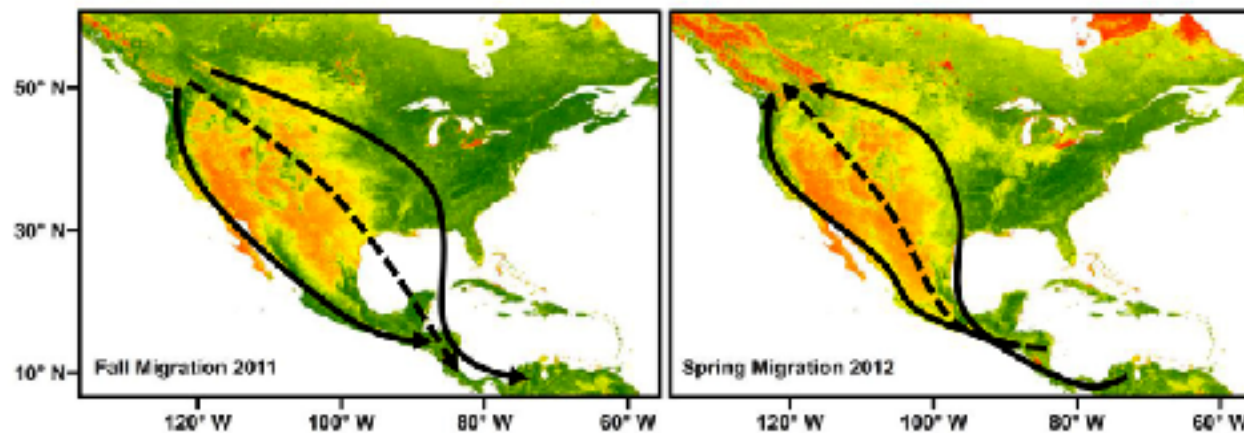 50° N
30° N
10° N
Fall Migration 2011
Spring Migration 2012
120° W 100° W 80° W 60° W
120° W 100° W 80° W 60° W